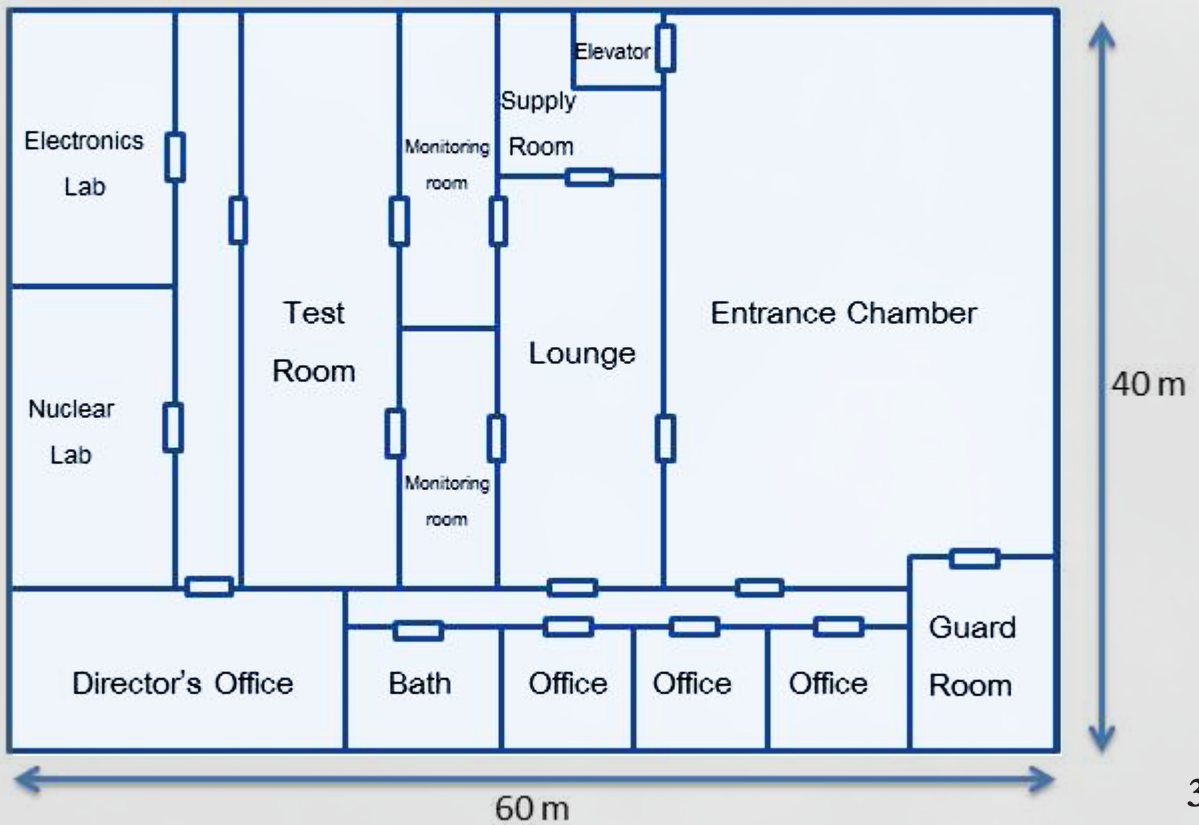 Elevator
Supply
Room
Electronics
Lab
Monitoring
room
Test
Room
Entrance Chamber
Lounge
40 m
Nuclear
Lab
Monitoring
room
Guard
Room
Director's Office
Bath
Office
Office
Office
60 m
3